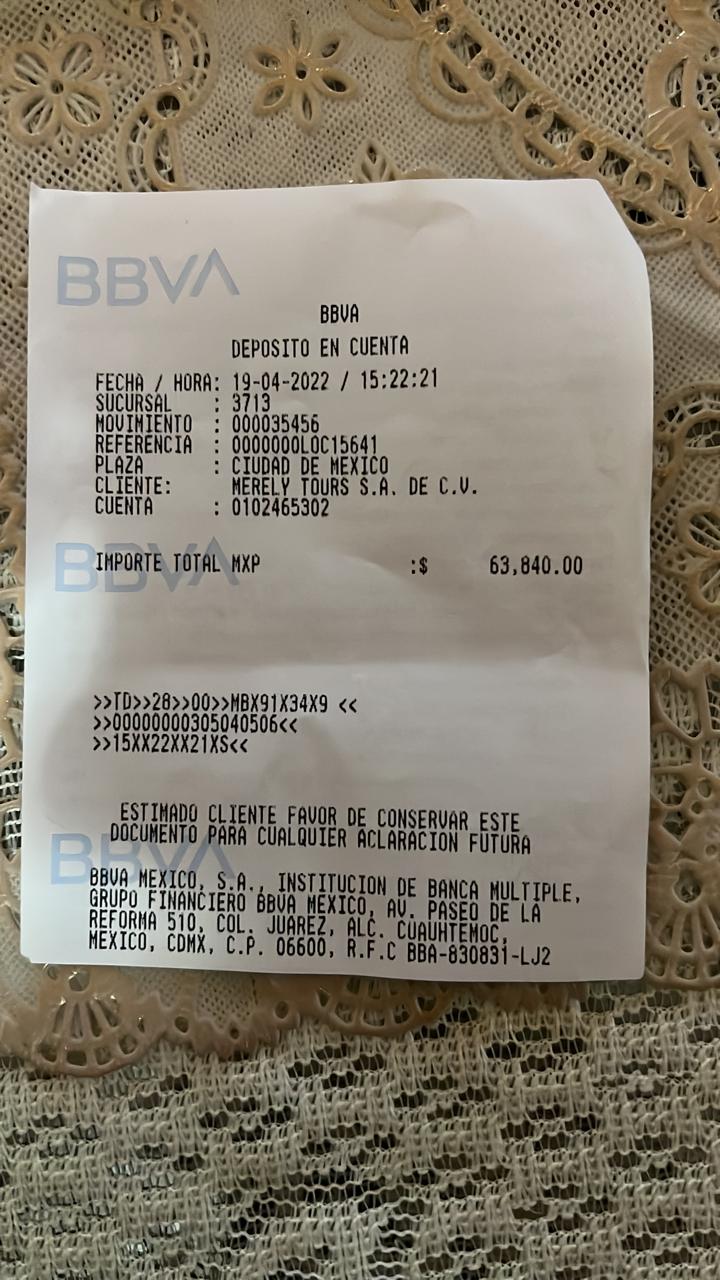 BBVA
BBVA
DEPOSITO EN CUENTA
FECHA / HORA: 19-04-2022 / 15:22:21
SUCURSAL : 3713
MOVIMIENTO : 000035456
REFERENCIA : 0000000LOC15641
PLAZA : CIUDAD DE MEXICO
CLIENTE: MERELY TOURS S.A. DE C.V.
CUENTA : 0102465302
BBVA
IMPORTE TOTAL MXP :$ 63,840.00
>>TD>>28>>00>>MBX91X34X9 <<
>>00000000305040506<<
>>15XX22XX21XS<<
ESTIMADO CLIENTE FAVOR DE CONSERVAR ESTE
DOCUMENTO PARA CUALQUIER ACLARACION FUTURA
BBVA
BBVA MEXICO, S.A., INSTITUCION DE BANCA MULTIPLE,
GRUPO FINANCIERO BBVA MEXICO, AV. PASEO DE LA
REFORMA 510, COL. JUAREZ, ALC. CUAUHTEMOC,
MEXICO, CDMX, C.P. 06600, R.F.C BBA-830831-LJ2